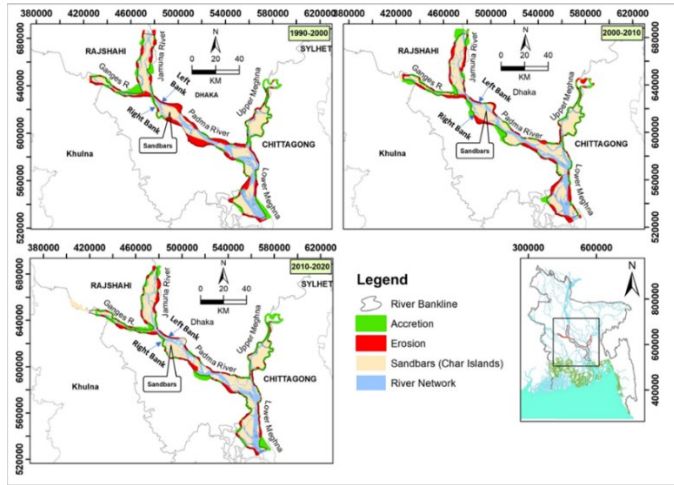 380000 420000 460000 500000 540000 580000 620000
680000 640000 600000 560000 520000
1990-2000
SYLHET
RAJSHAHI
Jamuna River
N
0 20 40
KM
Ganges R.
Left Bank
DHAKA
Upper Meghna
Right Bank
Padma River
Sandbars
CHITTAGONG
Khulna
Lower Meghna
380000 420000 460000 500000 540000 580000 620000
680000 640000 600000 560000 520000
2000-2010
SYLHET
RAJSHAHI
Jamuna River
N
0 20 40
KM
Ganges R.
Left Bank
Dhaka
Upper Meghna
Right Bank
Padma River
Sandbars
CHITTAGONG
Khulna
Lower Meghna
380000 420000 460000 500000 540000 580000 620000
680000 640000 600000 560000 520000
2010-2020
SYLHET
RAJSHAHI
Jamuna River
N
0 20 40
KM
Ganges R.
Left Bank
Dhaka
Upper Meghna
Right Bank
Padma River
Sandbars
CHITTAGONG
Khulna
Lower Meghna
Legend
River Bankline
Accretion
Erosion
Sandbars (Char Islands)
River Network
300000 600000
N
800000
600000
400000